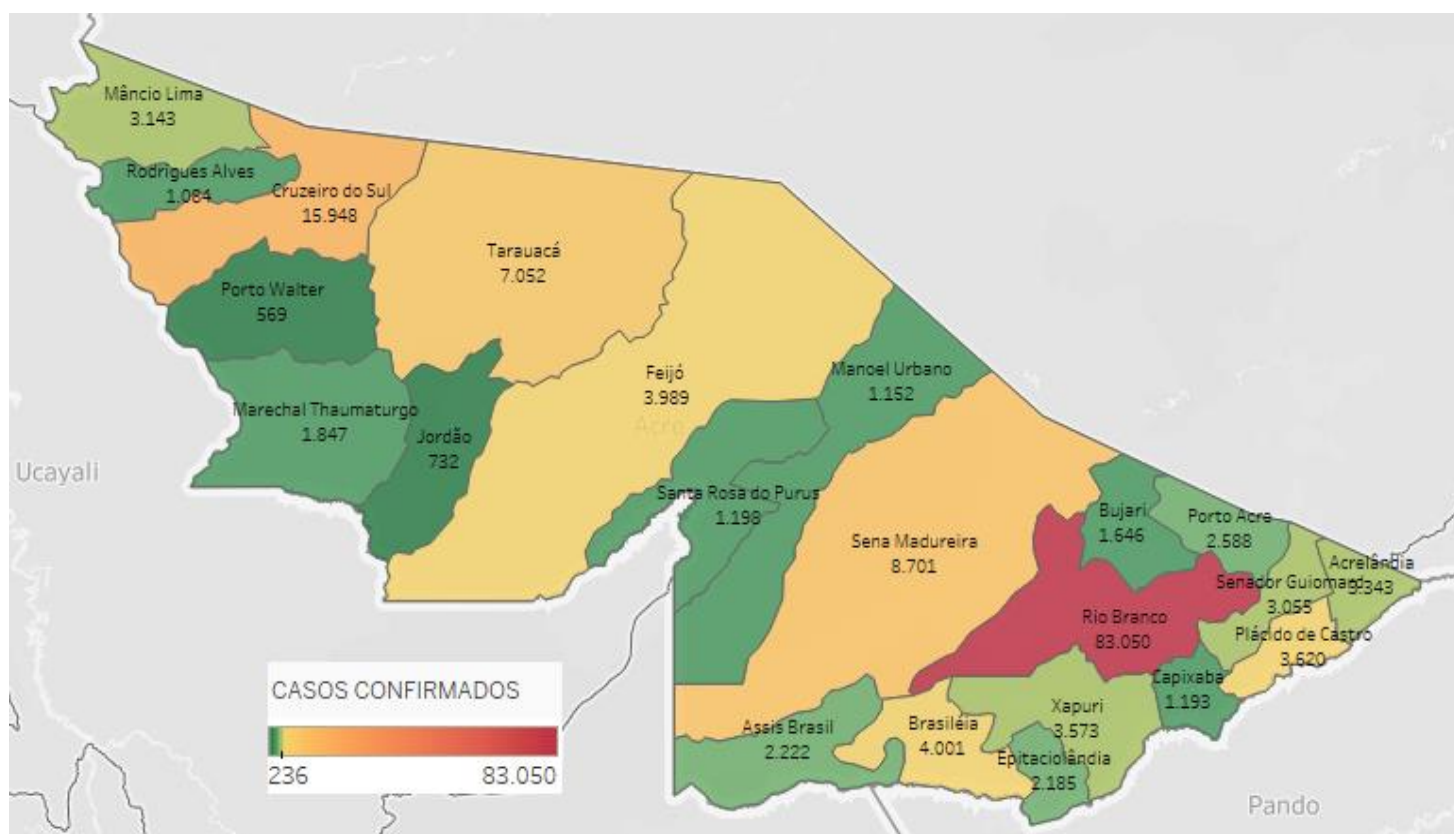 Mâncio Lima
3.143
Rodrigues Alves
1.084
Cruzeiro do Sul
15.948
Tarauacá
7.052
Porto Walter
569
Feijó
3.989
Acre
Manoel Urbano
1.152
Marechal Thaumaturgo
1.847
Jordão
732
Ucayali
Santa Rosa do Purus
1.198
Sena Madureira
8.701
Bujari
1.646
Porto Acre
2.588
Acrelândia
3.343
Senador Guiomard
3.055
Rio Branco
83.050
Plácido de Castro
3.620
Capixaba
1.193
Xapuri
3.573
Assis Brasil
2.222
Brasiléia
4.001
Epitaciolândia
2.185
Pando
CASOS CONFIRMADOS
236
83.050